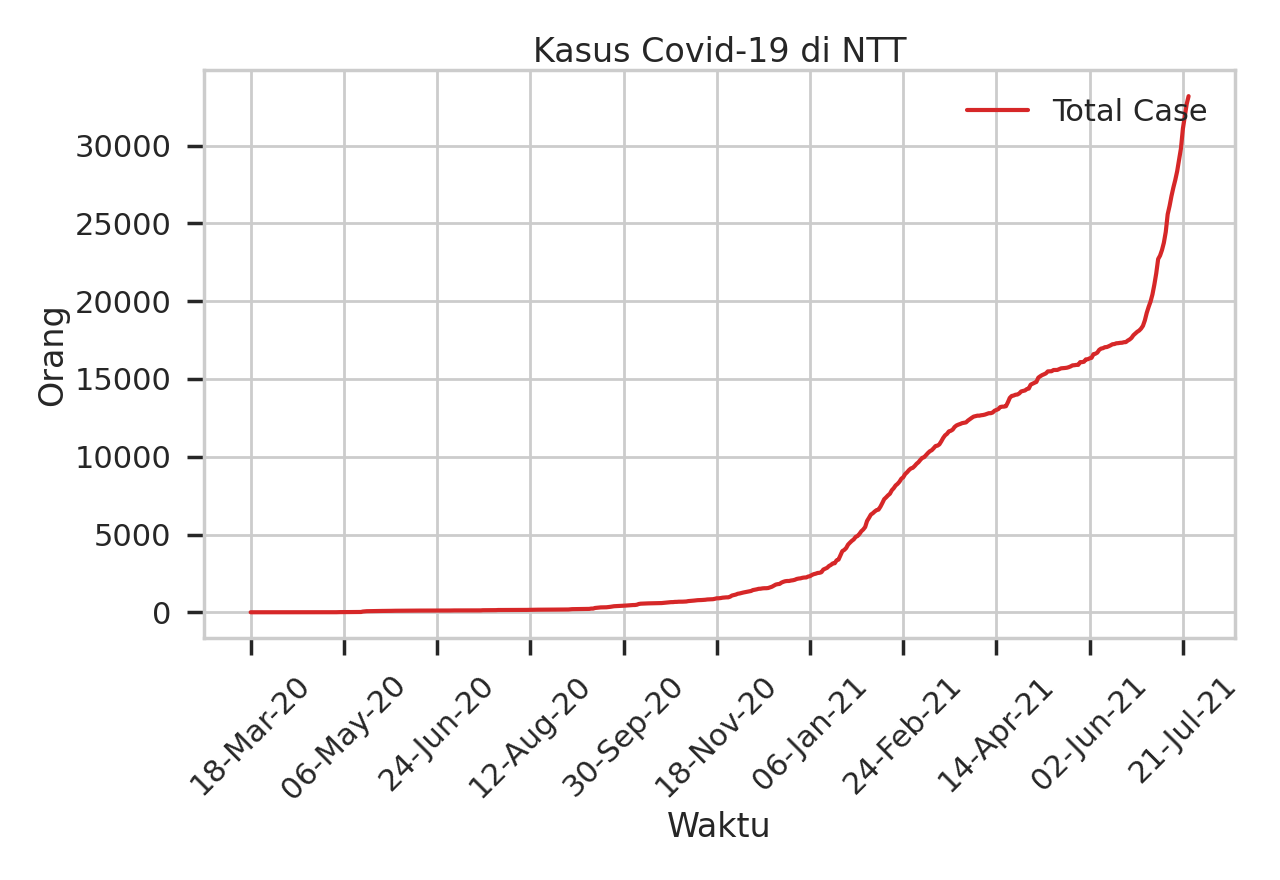 Kasus Covid-19 di NTT
Total Case
30000
25000
20000
15000
10000
5000
0
Orang
18-Mar-20
06-May-20
24-Jun-20
12-Aug-20
30-Sep-20
18-Nov-20
06-Jan-21
24-Feb-21
14-Apr-21
02-Jun-21
21-Jul-21
Waktu